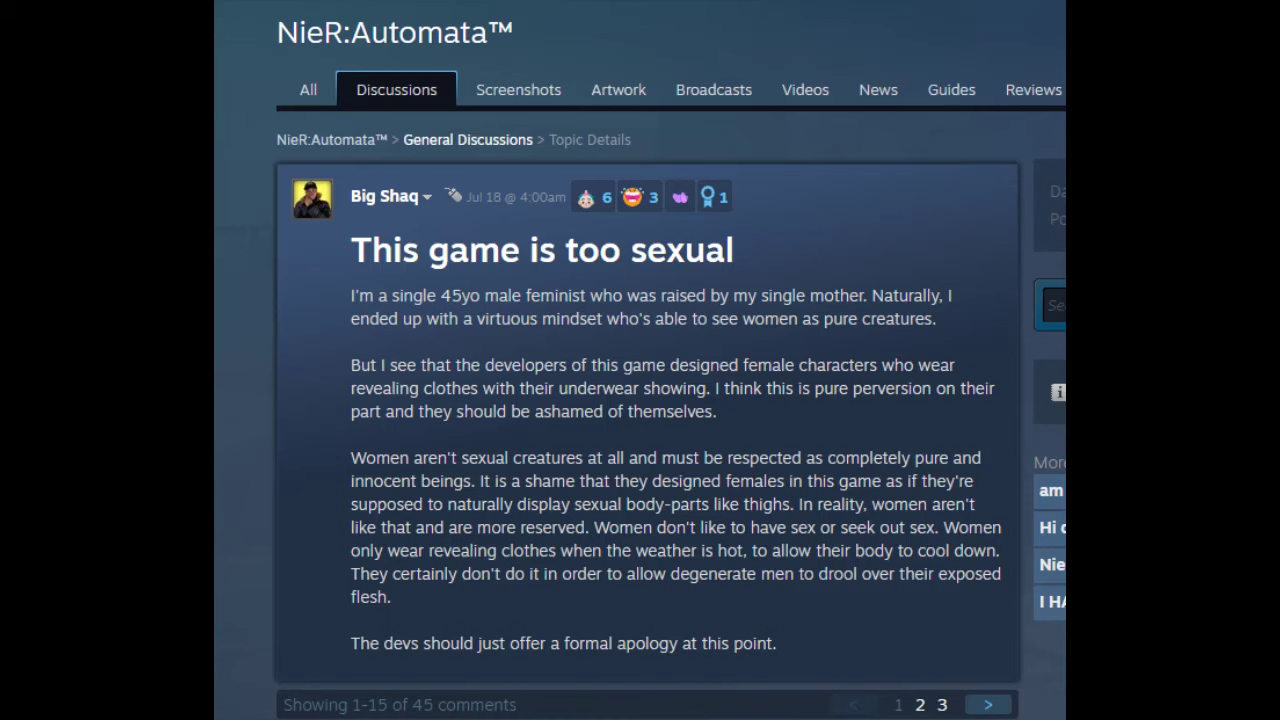 NieR:Automata™
All Discussions Screenshots Artwork Broadcasts Videos News Guides Reviews
NieR:Automata™ > General Discussions > Topic Details
Big Shaq Jul 18 @ 4:00am 6 3 1
This game is too sexual
I'm a single 45yo male feminist who was raised by my single mother. Naturally, I
ended up with a virtuous mindset who's able to see women as pure creatures.
But I see that the developers of this game designed female characters who wear
revealing clothes with their underwear showing. I think this is pure perversion on their
part and they should be ashamed of themselves.
Women aren't sexual creatures at all and must be respected as completely pure and
innocent beings. It is a shame that they designed females in this game as if they're
supposed to naturally display sexual body-parts like thighs. In reality, women aren't
like that and are more reserved. Women don't like to have sex or seek out sex. Women
only wear revealing clothes when the weather is hot, to allow their body to cool down.
They certainly don't do it in order to allow degenerate men to drool over their exposed
flesh.
The devs should just offer a formal apology at this point.
Showing 1-15 of 45 comments < 1 2 3 >
Da
Po
Se
More
am
Hi
Nie
I HA